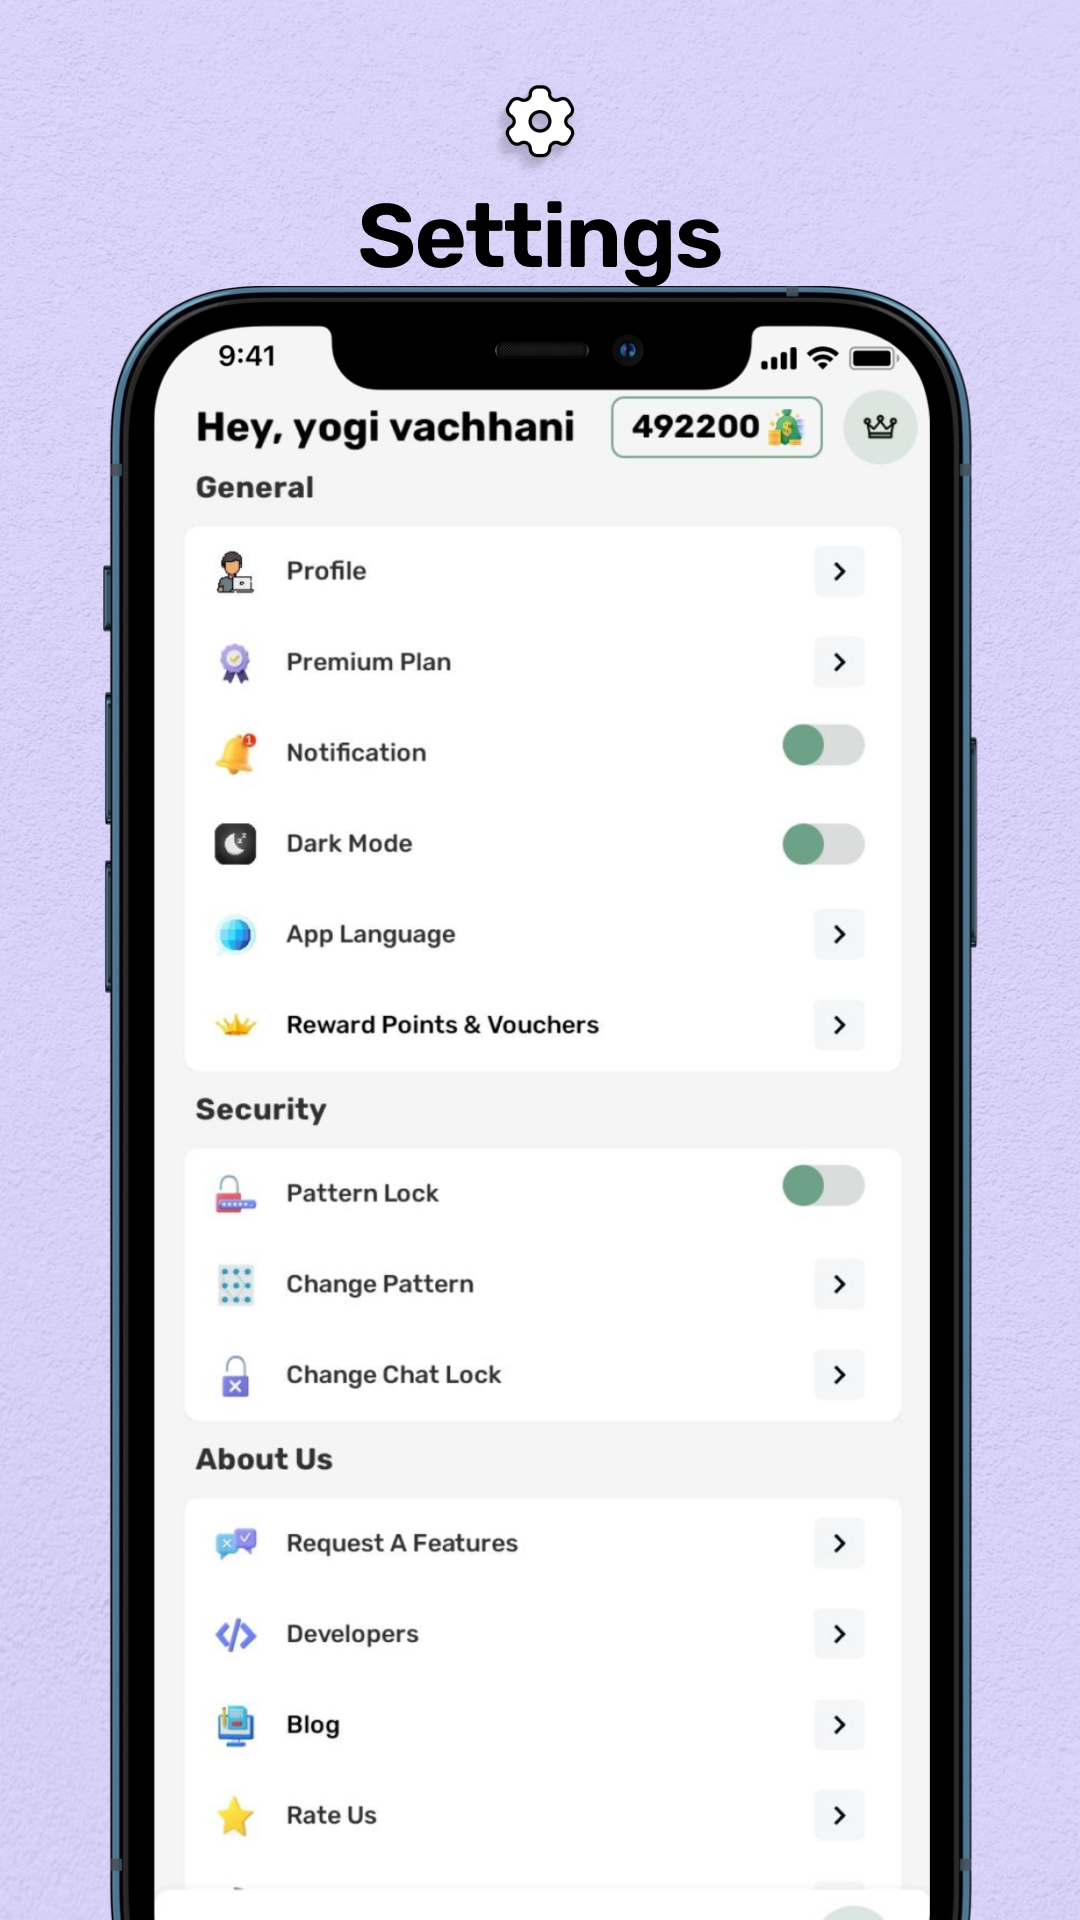 Settings
9:41
Hey, yogi vachhani
492200
General
Profile
Premium Plan
Notification
Dark Mode
App Language
Reward Points & Vouchers
Security
Pattern Lock
Change Pattern
Change Chat Lock
About Us
Request A Features
Developers
Blog
Rate Us